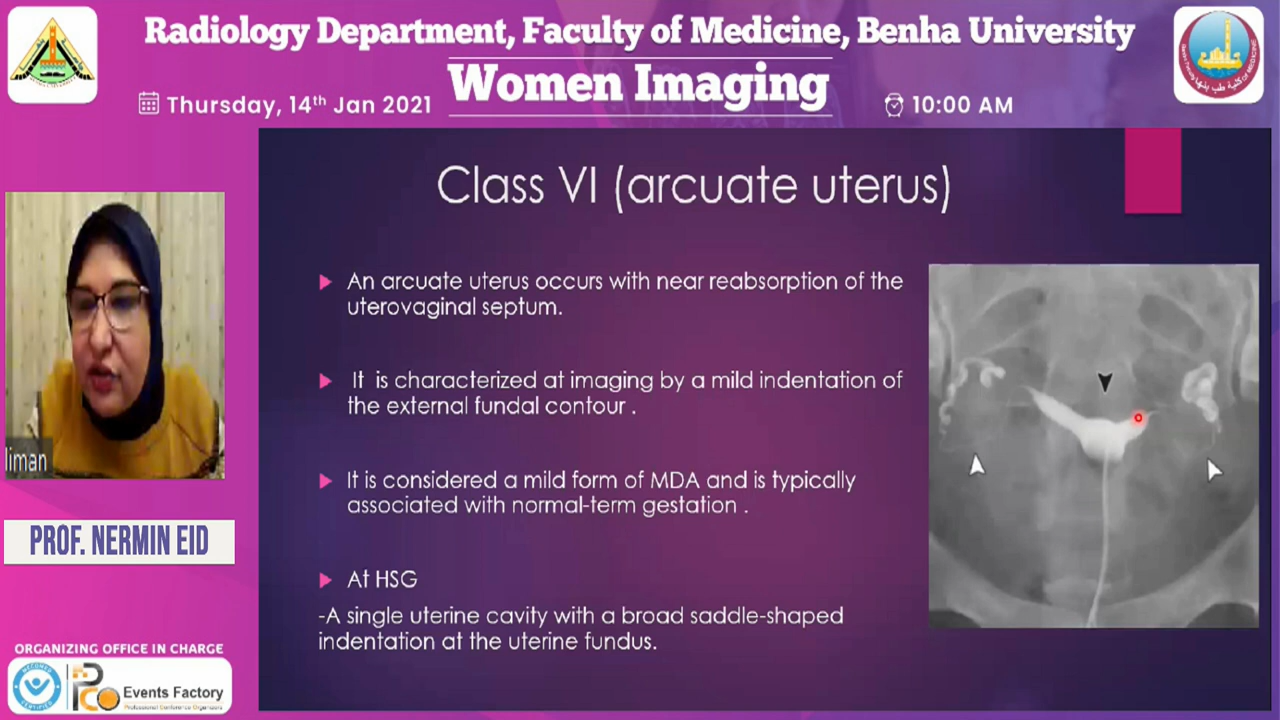 Radiology Department, Faculty of Medicine, Benha University
Women Imaging
Thursday, 14th Jan 2021
10:00 AM
Class VI (arcuate uterus)
An arcuate uterus occurs with near reabsorption of the
uterovaginal septum.
It is characterized at imaging by a mild indentation of
the external fundal contour .
It is considered a mild form of MDA and is typically
associated with normal-term gestation .
At HSG
-A single uterine cavity with a broad saddle-shaped
indentation at the uterine fundus.
liman
PROF. NERMIN EID
ORGANIZING OFFICE IN CHARGE
PCO
Events Factory
Professional Conference Organizers